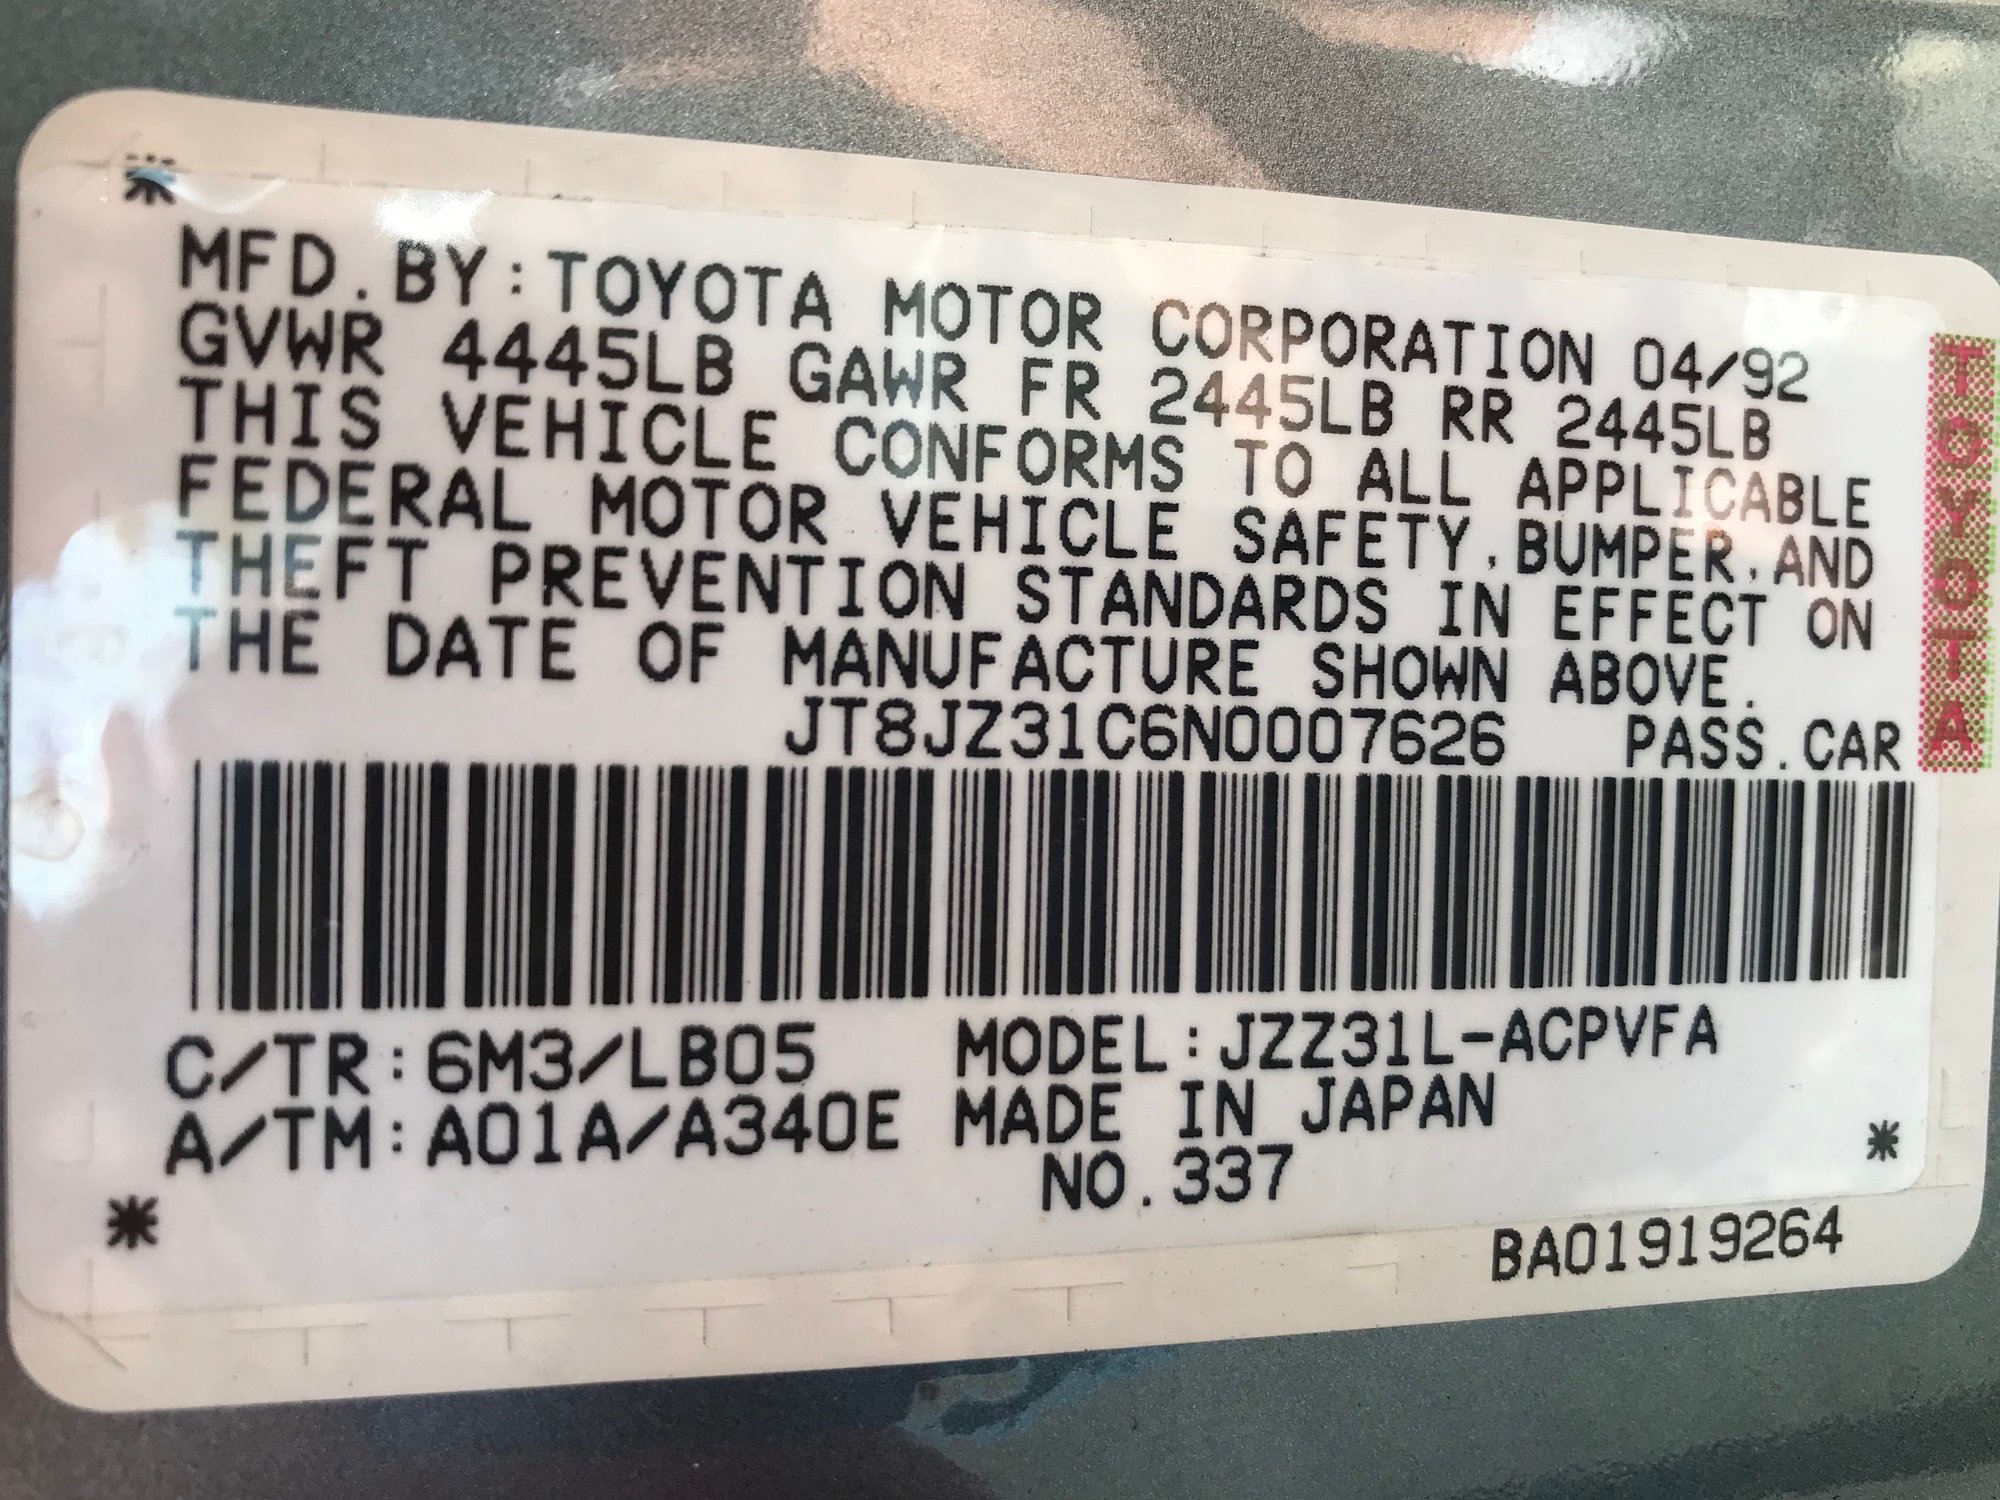 MFD.BY:TOYOTA MOTOR CORPORATION 04/92
GVWR 4445LB GAWR FR 2445LB RR 2445LB
THIS VEHICLE CONFORMS TO ALL APPLICABLE
FEDERAL MOTOR VEHICLE SAFETY,BUMPER,AND
THEFT PREVENTION STANDARDS IN EFFECT ON
THE DATE OF MANUFACTURE SHOWN ABOVE.
JT8JZ31C6N0007626 PASS.CAR
C/TR:6M3/LB05 MODEL:JZZ31L-ACPVFA
A/TM:A01A/A340E MADE IN JAPAN
NO.337
BA01919264
TOYOTA